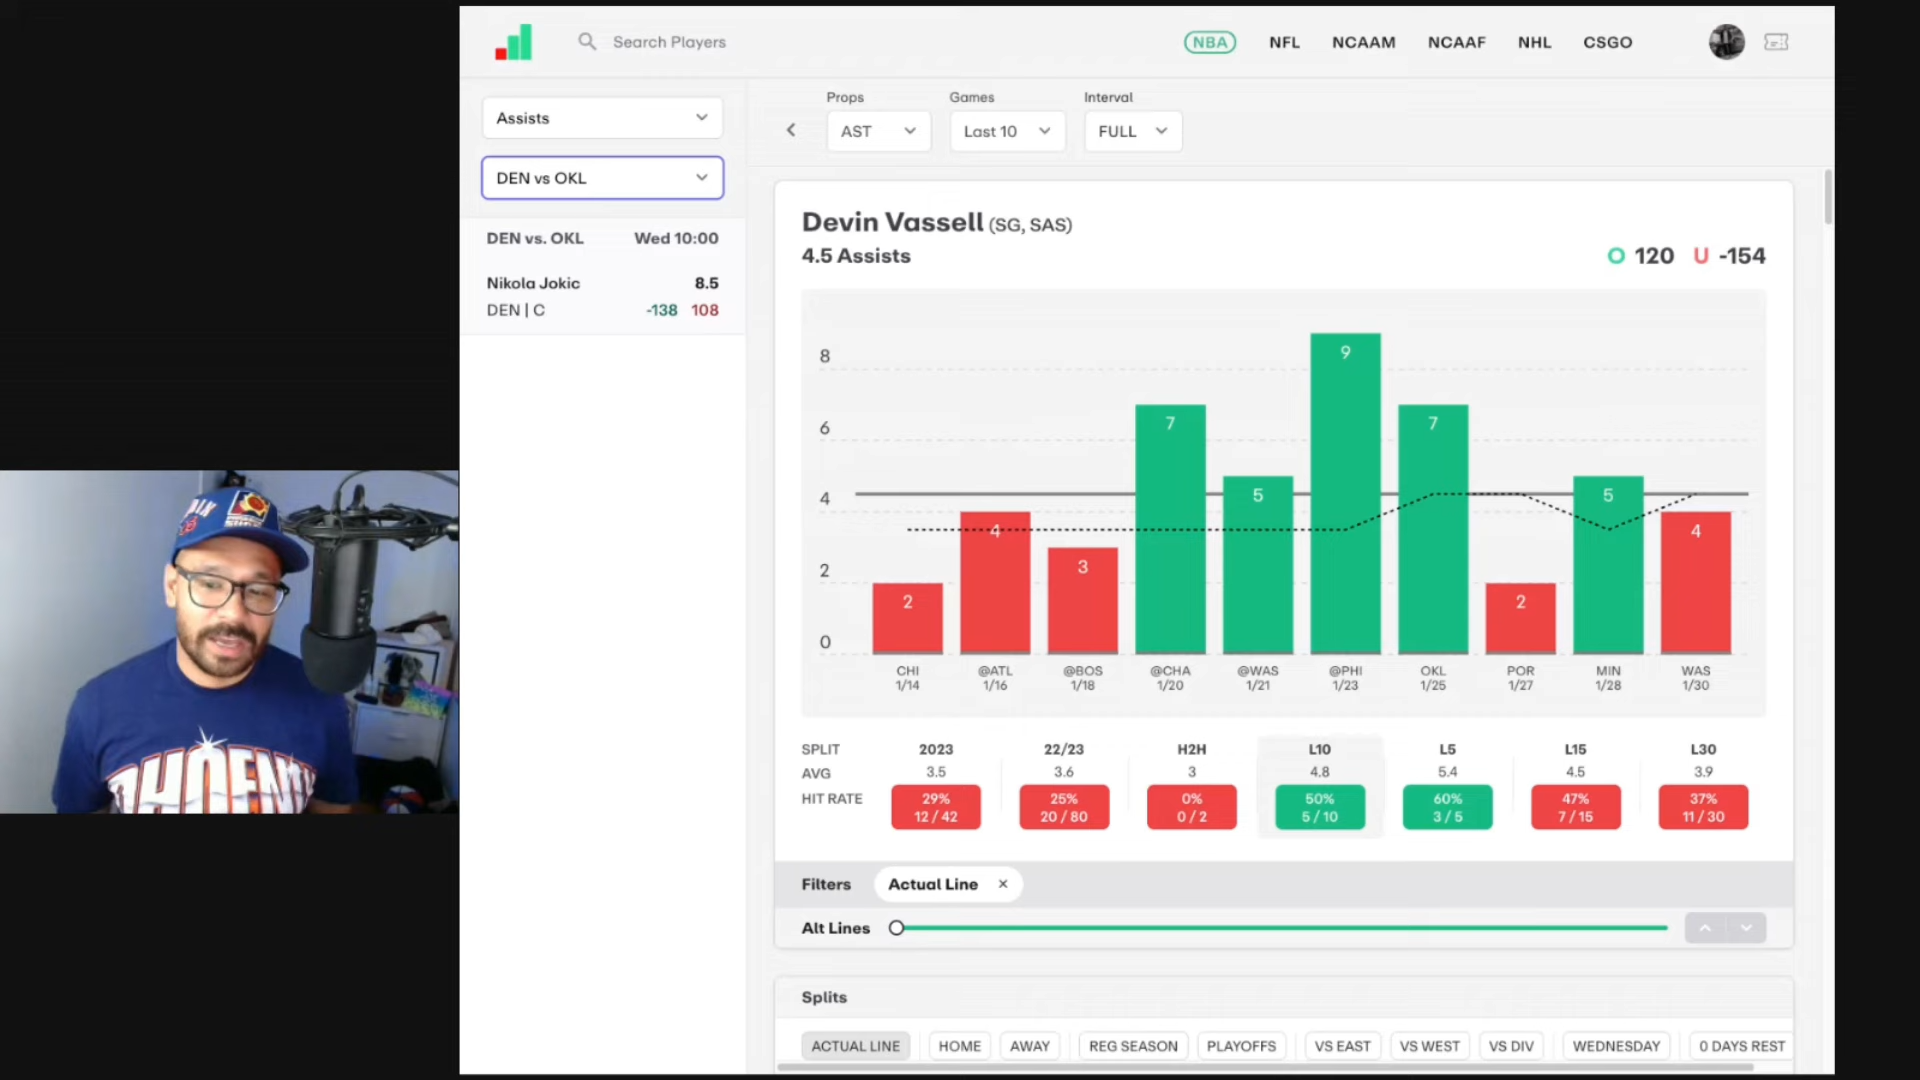 Search Players
NBA NFL NCAAM NCAAF NHL CSGO
Assists
DEN vs OKL
DEN vs. OKL Wed 10:00
Nikola Jokic 8.5
DEN | C -138 108
Props Games Interval
AST Last 10 FULL
Devin Vassell (SG, SAS)
4.5 Assists
O 120 U -154
8
6
4
2
0
2 4 3 7 5 9 7 2 5 4
CHI @ATL @BOS @CHA @WAS @PHI OKL POR MIN WAS
1/14 1/16 1/18 1/20 1/21 1/23 1/25 1/27 1/28 1/30
SPLIT 2023 22/23 H2H L10 L5 L15 L30
AVG 3.5 3.6 3 4.8 5.4 4.5 3.9
HIT RATE 29% 25% 0% 50% 60% 47% 37%
12 / 42 20 / 80 0 / 2 5 / 10 3 / 5 7 / 15 11 / 30
Filters Actual Line ×
Alt Lines
Splits
ACTUAL LINE HOME AWAY REG SEASON PLAYOFFS VS EAST VS WEST VS DIV WEDNESDAY 0 DAYS REST
PHOENIX